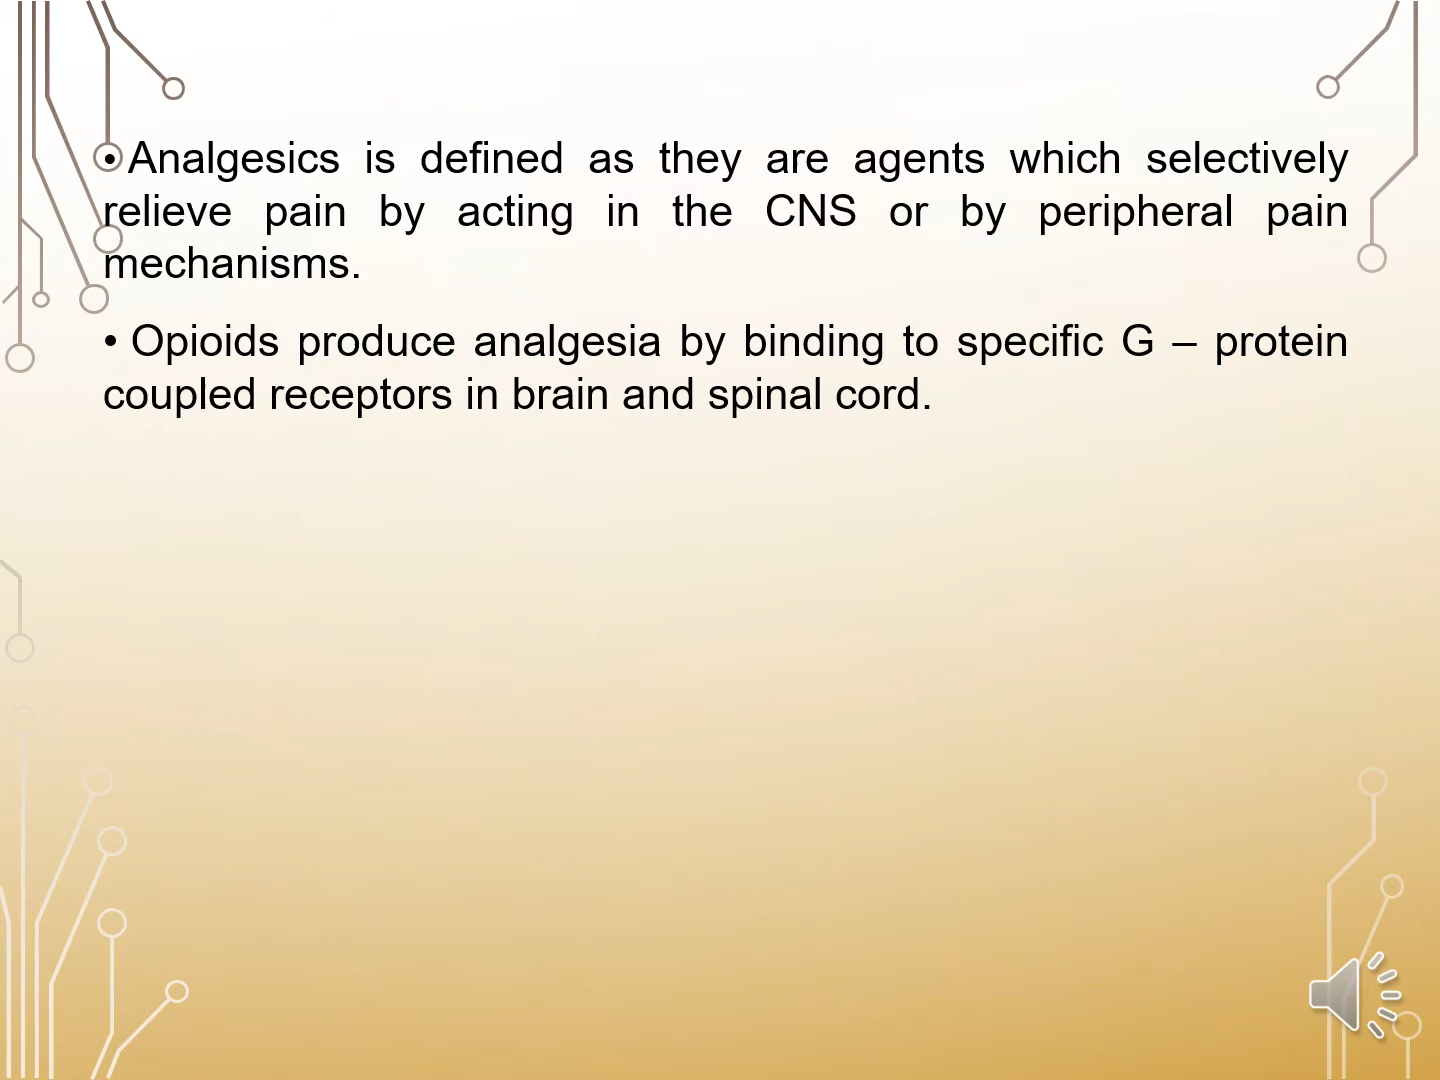 • Analgesics is defined as they are agents which selectively
relieve pain by acting in the CNS or by peripheral pain
mechanisms.
• Opioids produce analgesia by binding to specific G – protein
coupled receptors in brain and spinal cord.